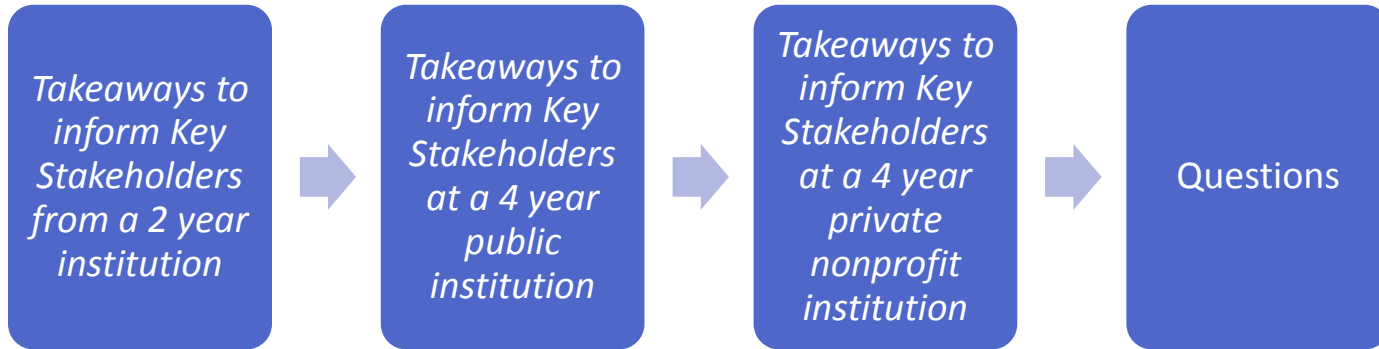 Takeaways to
inform Key
Stakeholders
from a 2 year
institution
Takeaways to
inform Key
Stakeholders
at a 4 year
public
institution
Takeaways to
inform Key
Stakeholders
at a 4 year
private
nonprofit
institution
Questions